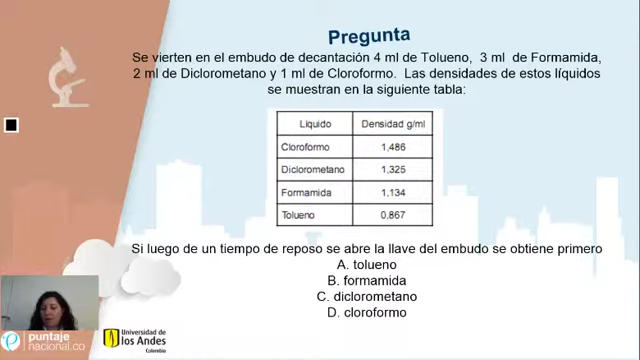 Pregunta
Se vierten en el embudo de decantación 4 ml de Tolueno, 3 ml de Formamida,
2 ml de Diclorometano y 1 ml de Cloroformo. Las densidades de estos líquidos
se muestran en la siguiente tabla:
Líquido Densidad g/ml
Cloroformo 1,486
Diclorometano 1,325
Formamida 1,134
Tolueno 0,867
Si luego de un tiempo de reposo se abre la llave del embudo se obtiene primero
A. tolueno
B. formamida
C. diclorometano
D. cloroformo
puntaje
nacional.co
Universidad de
los Andes
Colombia